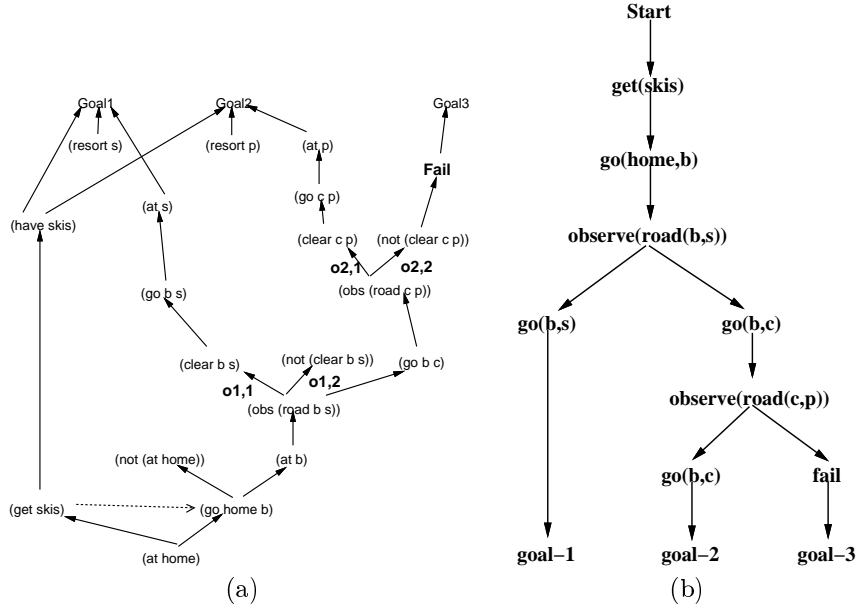 Goal1 Goal2 Goal3
(resort s) (resort p) (at p)
Fail
(have skis) (at s) (go c p)
(clear c p) (not (clear c p))
o2,1 o2,2
(go b s) (obs (road c p))
(clear b s) (not (clear b s)) (go b c)
o1,1 o1,2
(obs (road b s))
(not (at home)) (at b)
(get skis) (go home b)
(at home)
(a)
Start
get(skis)
go(home,b)
observe(road(b,s))
go(b,s) go(b,c)
observe(road(c,p))
go(b,c) fail
goal−1 goal−2 goal−3
(b)